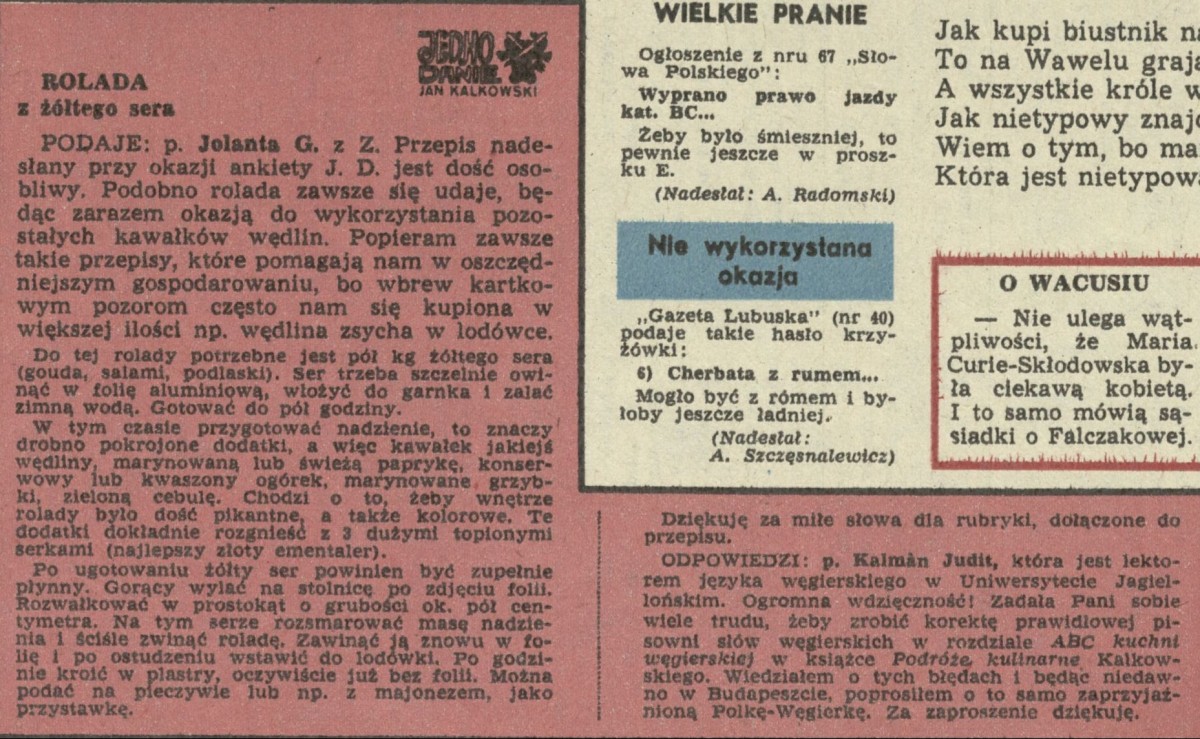 JEDNO
DANIE
JAN KALKOWSKI
ROLADA
z żółtego sera
PODAJE: p. Jolanta G. z Z. Przepis nade-
słany przy okazji ankiety J. D. jest dość oso-
bliwy. Podobno rolada zawsze się udaje, bę-
dąc zarazem okazją do wykorzystania pozo-
stałych kawałków wędlin. Popieram zawsze
takie przepisy, które pomagają nam w oszczęd-
niejszym gospodarowaniu, bo wbrew kartko-
wym pozorom często nam się kupiona w
większej ilości np. wędlina zsycha w lodówce.
Do tej rolady potrzebne jest pół kg żółtego sera
(gouda, salami, podlaski). Ser trzeba szczelnie owi-
nąć w folię aluminiową, włożyć do garnka i zalać
zimną wodą. Gotować do pół godziny.
W tym czasie przygotować nadzienie, to znaczy
drobno pokrojone dodatki, a więc kawałek jakiejś
wędliny, marynowaną lub świeżą paprykę, konser-
wowy lub kwaszony ogórek, marynowane grzyb-
ki, zieloną cebulę. Chodzi o to, żeby wnętrze
rolady było dość pikantne, a także kolorowe. Te
dodatki dokładnie rozgnieść z 3 dużymi topionymi
serkami (najlepszy złoty ementaler).
Po ugotowaniu żółty ser powinien być zupełnie
płynny. Gorący wylać na stolnicę po zdjęciu folii.
Rozwałkować w prostokąt o grubości ok. pół cen-
tymetra. Na tym serze rozsmarować masę nadzie-
nia i ściśle zwinąć roladę. Zawinąć ją znowu w fo-
lię i po ostudzeniu wstawić do lodówki. Po godzi-
nie kroić w plastry, oczywiście już bez folii. Można
podać na pieczywie lub np. z majonezem, jako
przystawkę.
WIELKIE PRANIE
Ogłoszenie z nru 67 „Sło-
wa Polskiego":
Wyprano prawo jazdy
kat. BC...
Żeby było śmieszniej, to
pewnie jeszcze w prosz-
ku E.
(Nadesłał: A. Radomski)
Nie wykorzystana
okazja
„Gazeta Lubuska" (nr 40)
podaje takie hasło krzy-
żówki:
6) Cherbata z rumem...
Mogło być z rómem i by-
łoby jeszcze ładniej.
(Nadesłał:
A. Szczęsnalewicz)
Jak kupi biustnik
To na Wawelu
A wszystkie króle
Jak nietypowy
Wiem o tym, bo
Która jest
O WACUSIU
— Nie ulega wąt-
pliwości, że Maria
Curie-Skłodowska by-
ła ciekawą kobietą.
I to samo mówią są-
siadki o Falczakowej.
Dziękuję za miłe słowa dla rubryki, dołączone do
przepisu.
ODPOWIEDZI: p. Kalmàn Judit, która jest lekto-
rem języka węgierskiego w Uniwersytecie Jagiel-
lońskim. Ogromna wdzięczność! Zadała Pani sobie
wiele trudu, żeby zrobić korektę prawidłowej pi-
sowni słów węgierskich w rozdziale ABC kuchni
węgierskiej w książce Podróże kulinarne Kalkow-
skiego. Wiedziałem o tych błędach i będąc niedaw-
no w Budapeszcie, poprosiłem o to samo zaprzyjaź-
nioną Polkę-Węgierkę. Za zaproszenie dziękuję.